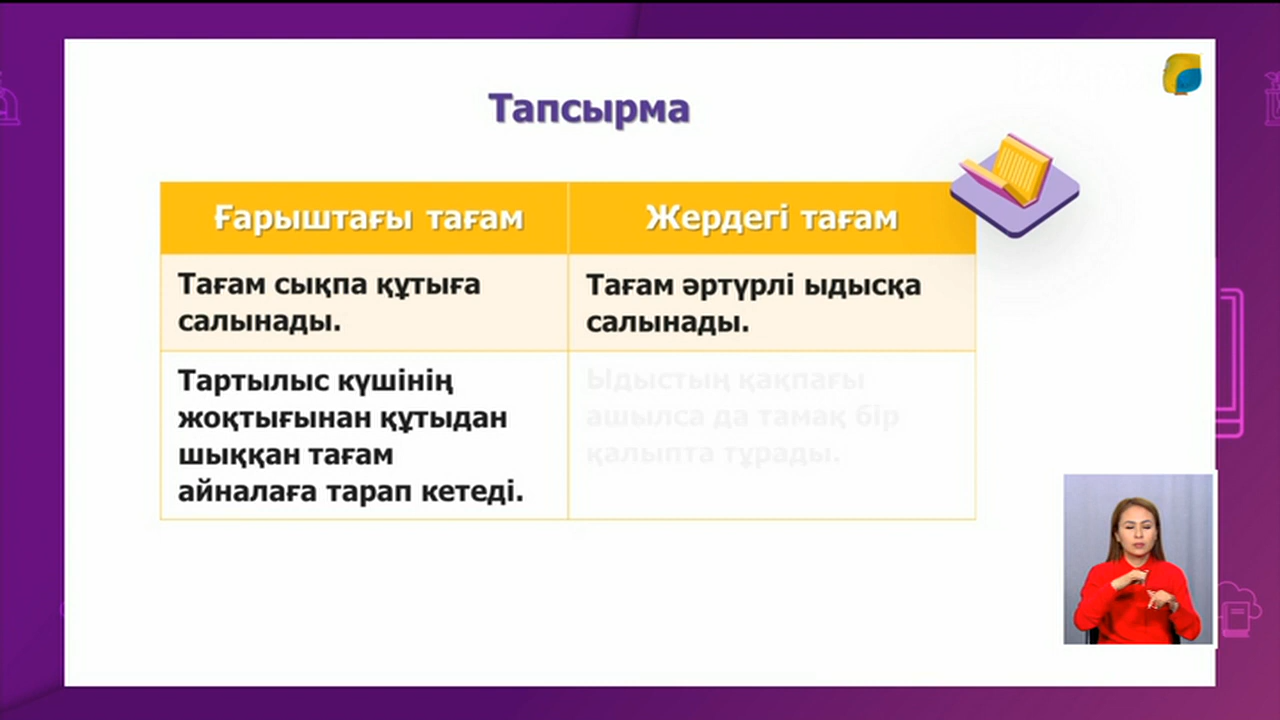 Тапсырма
Ғарыштағы тағам
Жердегі тағам
Тағам сықпа құтыға
салынады.
Тағам әртүрлі ыдысқа
салынады.
Тартылыс күшінің
жоқтығынан құтыдан
шыққан тағам
айналаға тарап кетеді.
Ыдыстың қақпағы
ашылса да тамақ бір
қалыпта тұрады.